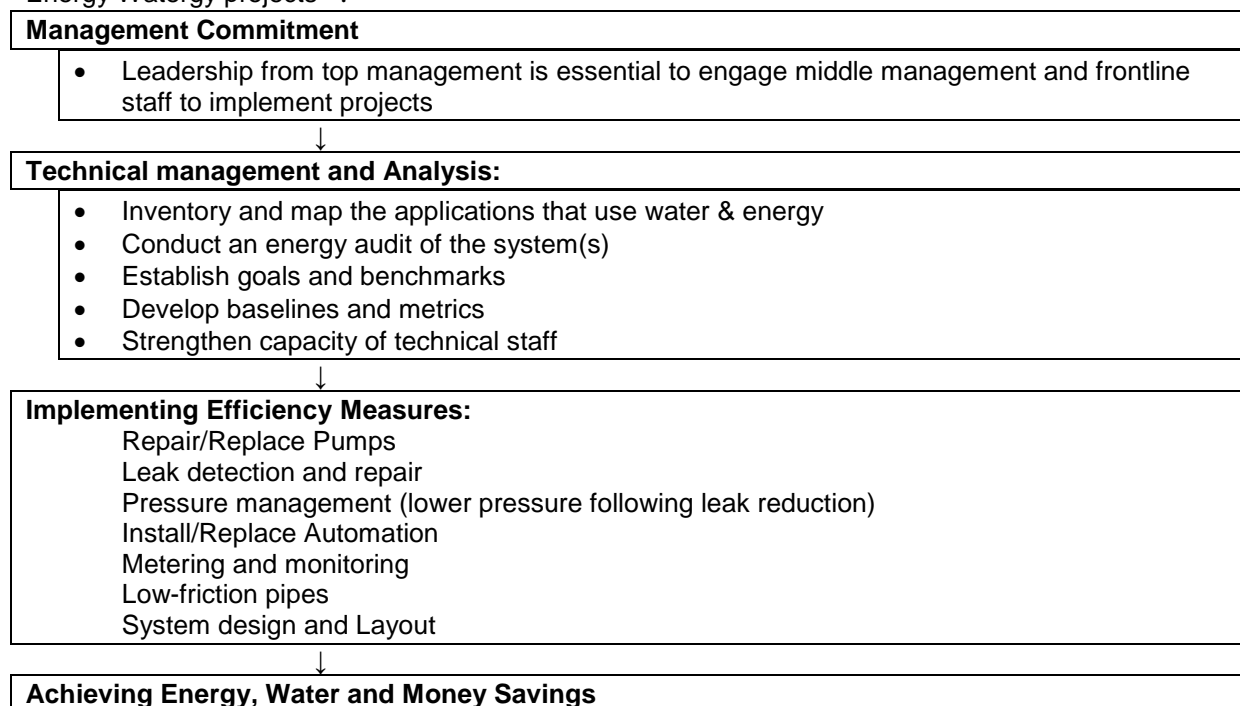 Energy Watergy projects
Management Commitment
• Leadership from top management is essential to engage middle management and frontline
staff to implement projects
↓
Technical management and Analysis:
• Inventory and map the applications that use water & energy
• Conduct an energy audit of the system(s)
• Establish goals and benchmarks
• Develop baselines and metrics
• Strengthen capacity of technical staff
↓
Implementing Efficiency Measures:
Repair/Replace Pumps
Leak detection and repair
Pressure management (lower pressure following leak reduction)
Install/Replace Automation
Metering and monitoring
Low-friction pipes
System design and Layout
↓
Achieving Energy, Water and Money Savings